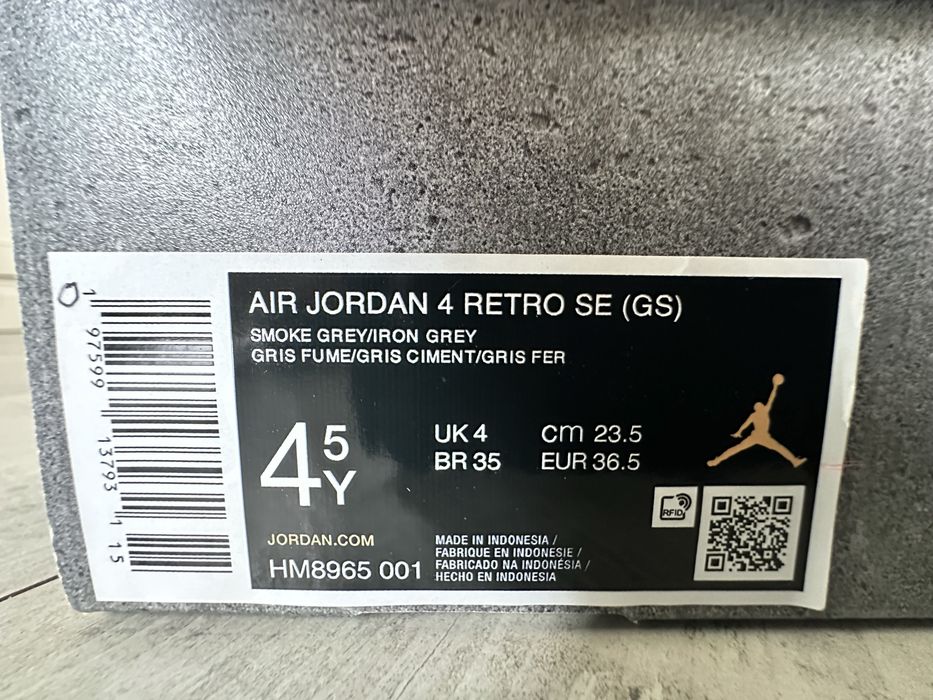 AIR JORDAN 4 RETRO SE (GS)
SMOKE GREY/IRON GREY
GRIS FUME/GRIS CIMENT/GRIS FER
4 5 Y
UK 4 cm 23.5
BR 35 EUR 36.5
RFID
JORDAN.COM
HM8965 001
MADE IN INDONESIA /
FABRIQUE EN INDONESIE /
FABRICADO NA INDONÉSIA /
HECHO EN INDONESIA
1 97599 13793 1 15
0